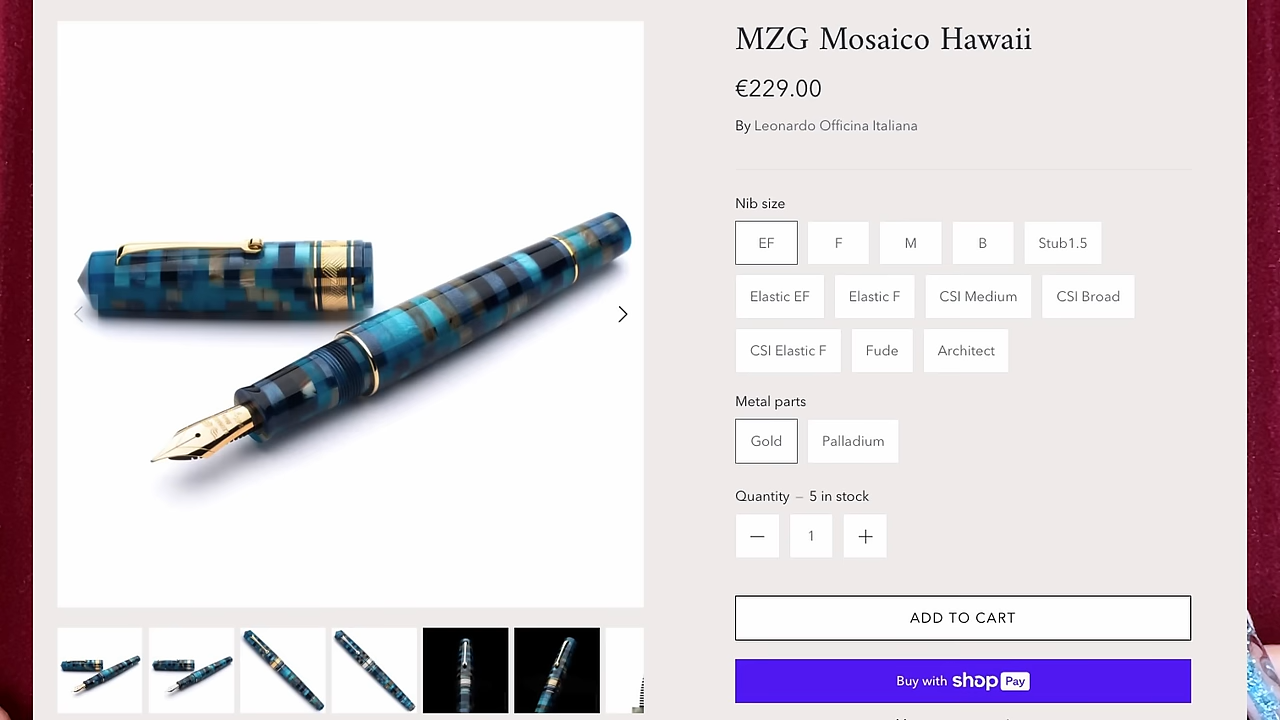 MZG Mosaico Hawaii
€229.00
By Leonardo Officina Italiana
Nib size
EF F M B Stub1.5
Elastic EF Elastic F CSI Medium CSI Broad
CSI Elastic F Fude Architect
Metal parts
Gold Palladium
Quantity – 5 in stock
1
ADD TO CART
Buy with shop Pay